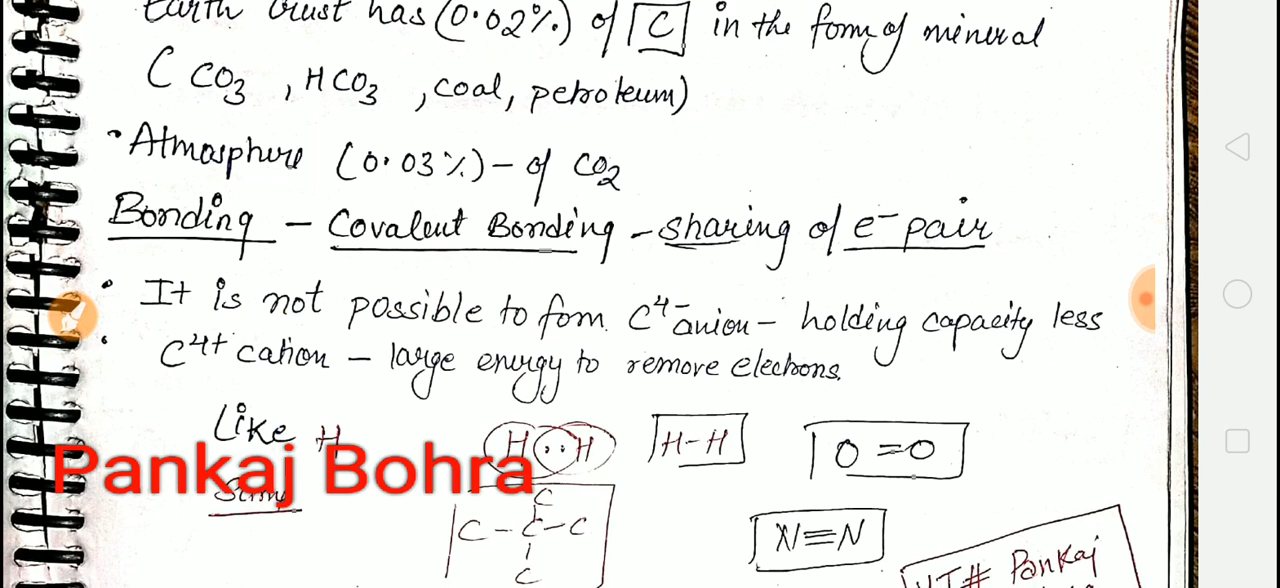 Earth Crust has (0.02%) of [C] in the form of mineral
( CO3 , HCO3 , coal, petroleum)
• Atmosphere (0.03%) - of CO2
Bonding - Covalent Bonding - sharing of e- pair
• It is not possible to form C4- anion - holding capacity less
• C4+ cation - large energy to remove electrons.
Like H H:H H-H O=O
Pankaj Bohra
C
C-C-C N≡N
C
YT# Pankaj